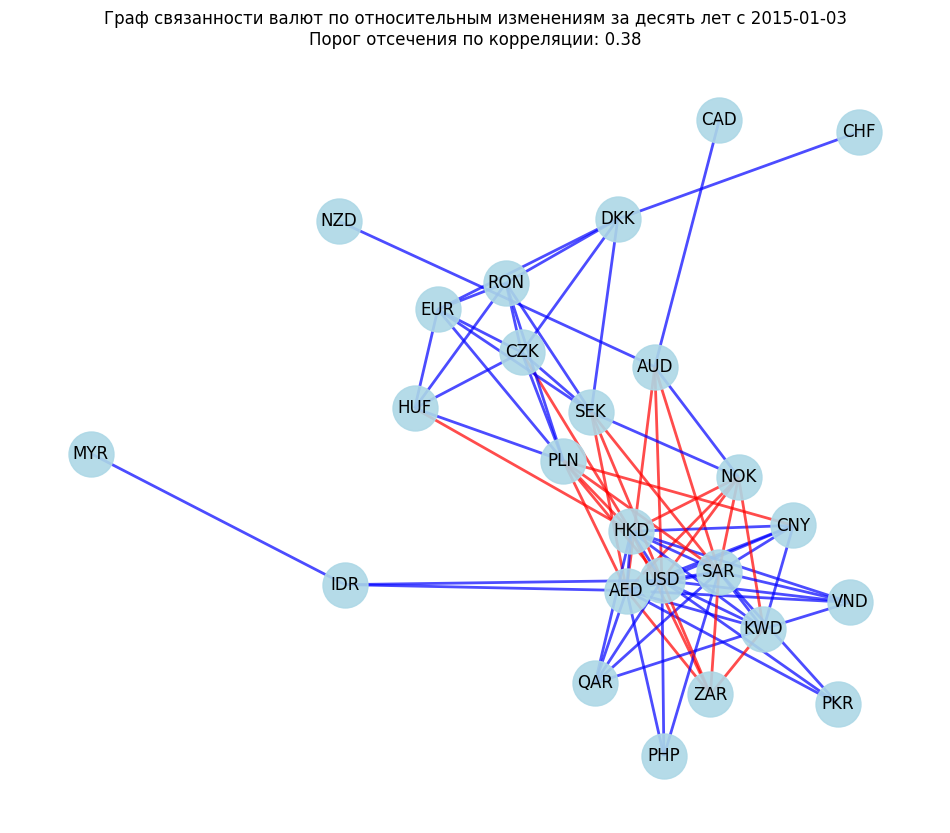 Граф связанности валют по относительным изменениям за десять лет с 2015-01-03
Порог отсечения по корреляции: 0.38
CAD
CHF
NZD
DKK
RON
EUR
CZK
AUD
HUF
SEK
MYR
PLN
NOK
CNY
HKD
SAR
USD
IDR
AED
VND
KWD
QAR
ZAR
PKR
PHP